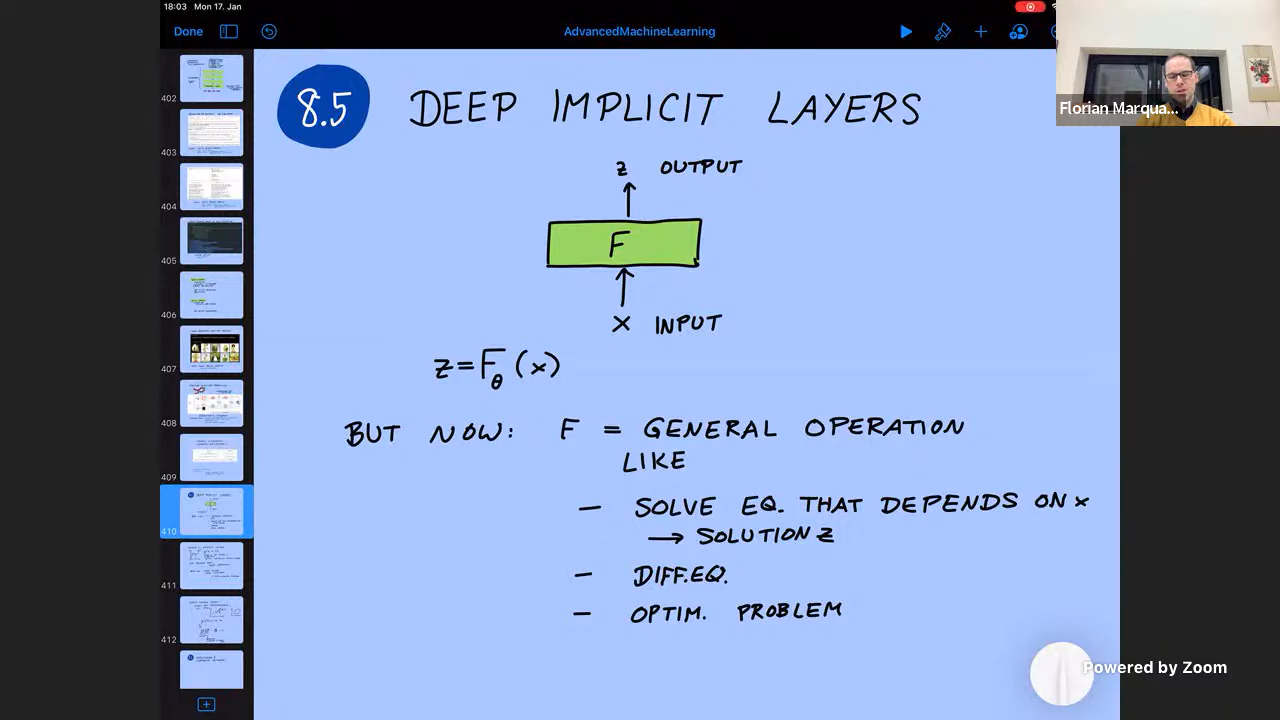 18:03 Mon 17. Jan
Done
AdvancedMachineLearning
Florian Marqua...
8.5 DEEP IMPLICIT LAYERS
z OUTPUT
F
x INPUT
z = Fθ (x)
BUT NOW: F = GENERAL OPERATION
LIKE
— SOLVE EQ. THAT DEPENDS ON x
→ SOLUTION z
— DIFF.EQ.
— OPTIM. PROBLEM
402
403
404
405
406
407
408
409
410
411
412
Powered by Zoom